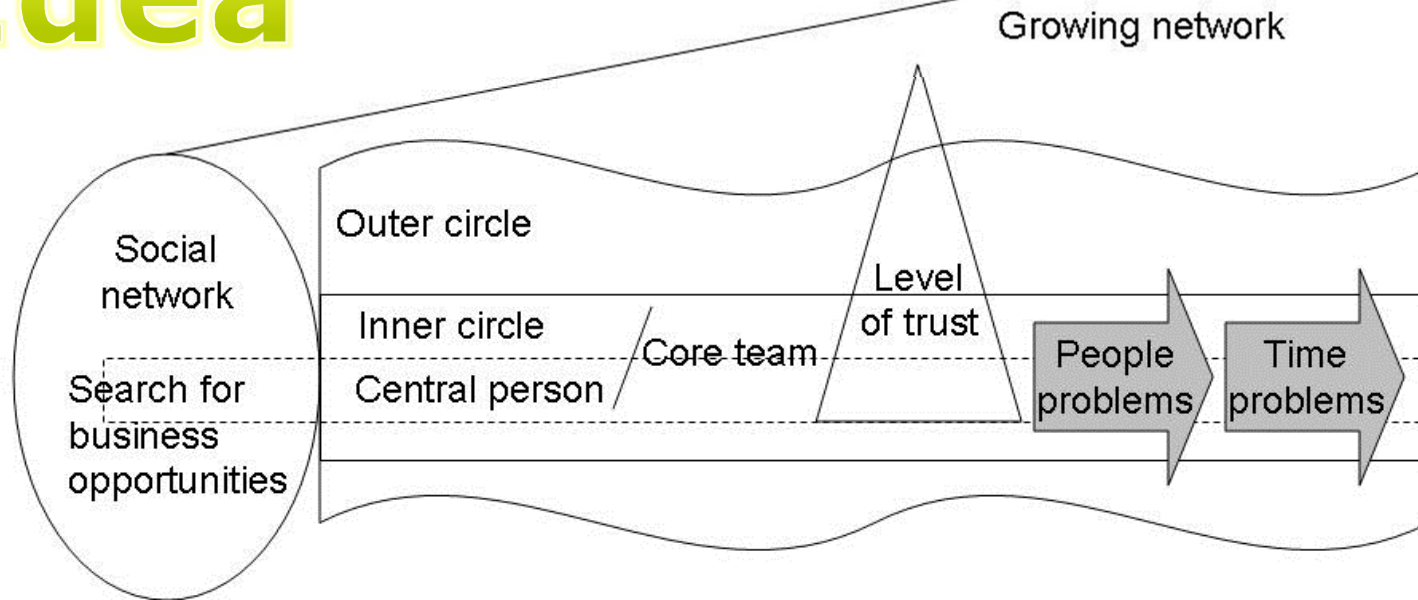 Idea
Growing network
Outer circle
Social
network
Level
of trust
Inner circle
Core team
Central person
People
problems
Time
problems
Search for
business
opportunities